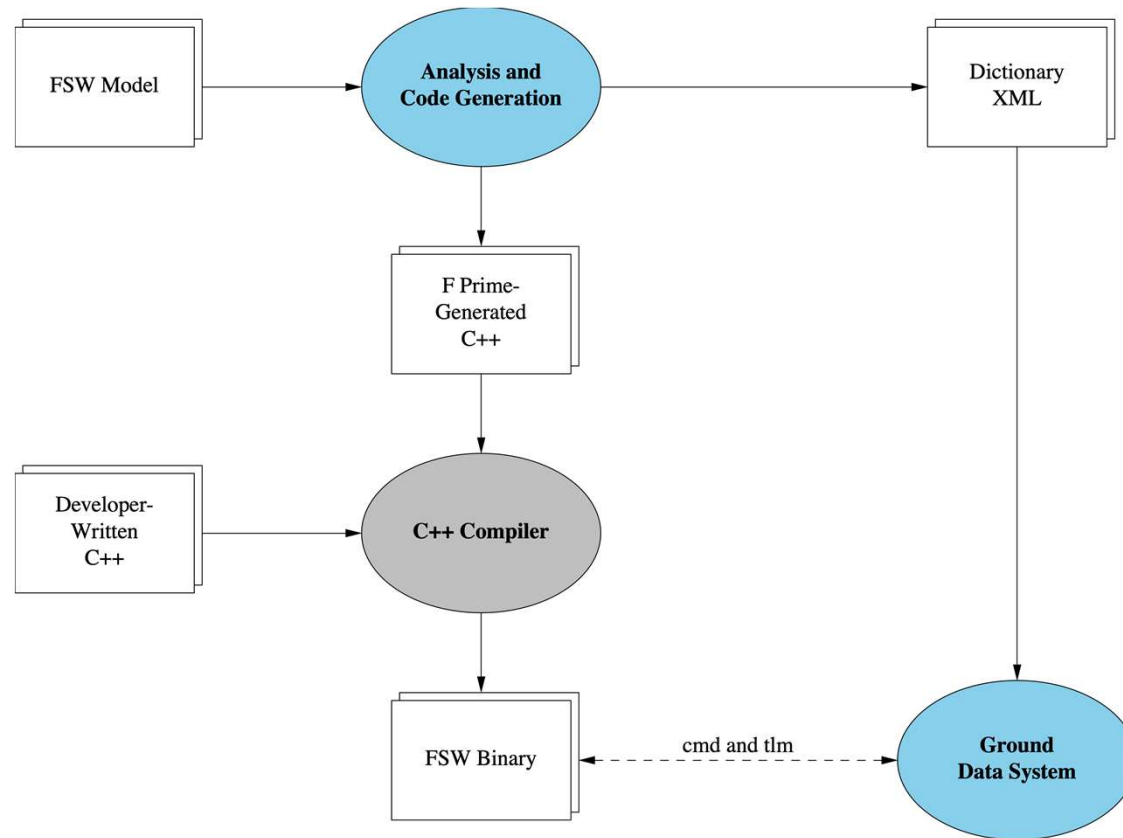 FSW Model
Analysis and
Code Generation
Dictionary
XML
F Prime-
Generated
C++
Developer-
Written
C++
C++ Compiler
FSW Binary
cmd and tlm
Ground
Data System